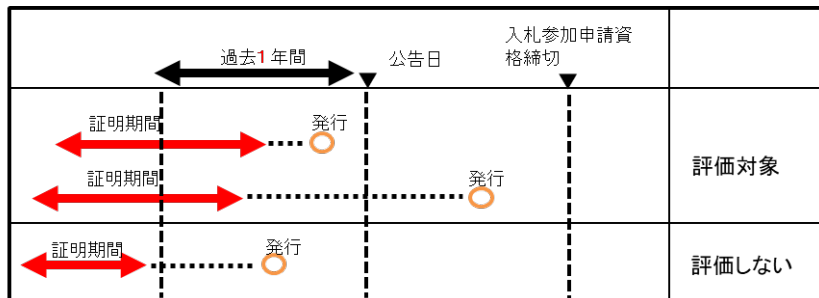 入札参加申請資
格締切
過去1年間
公告日
証明期間
発行
評価対象
証明期間
発行
証明期間
発行
評価しない